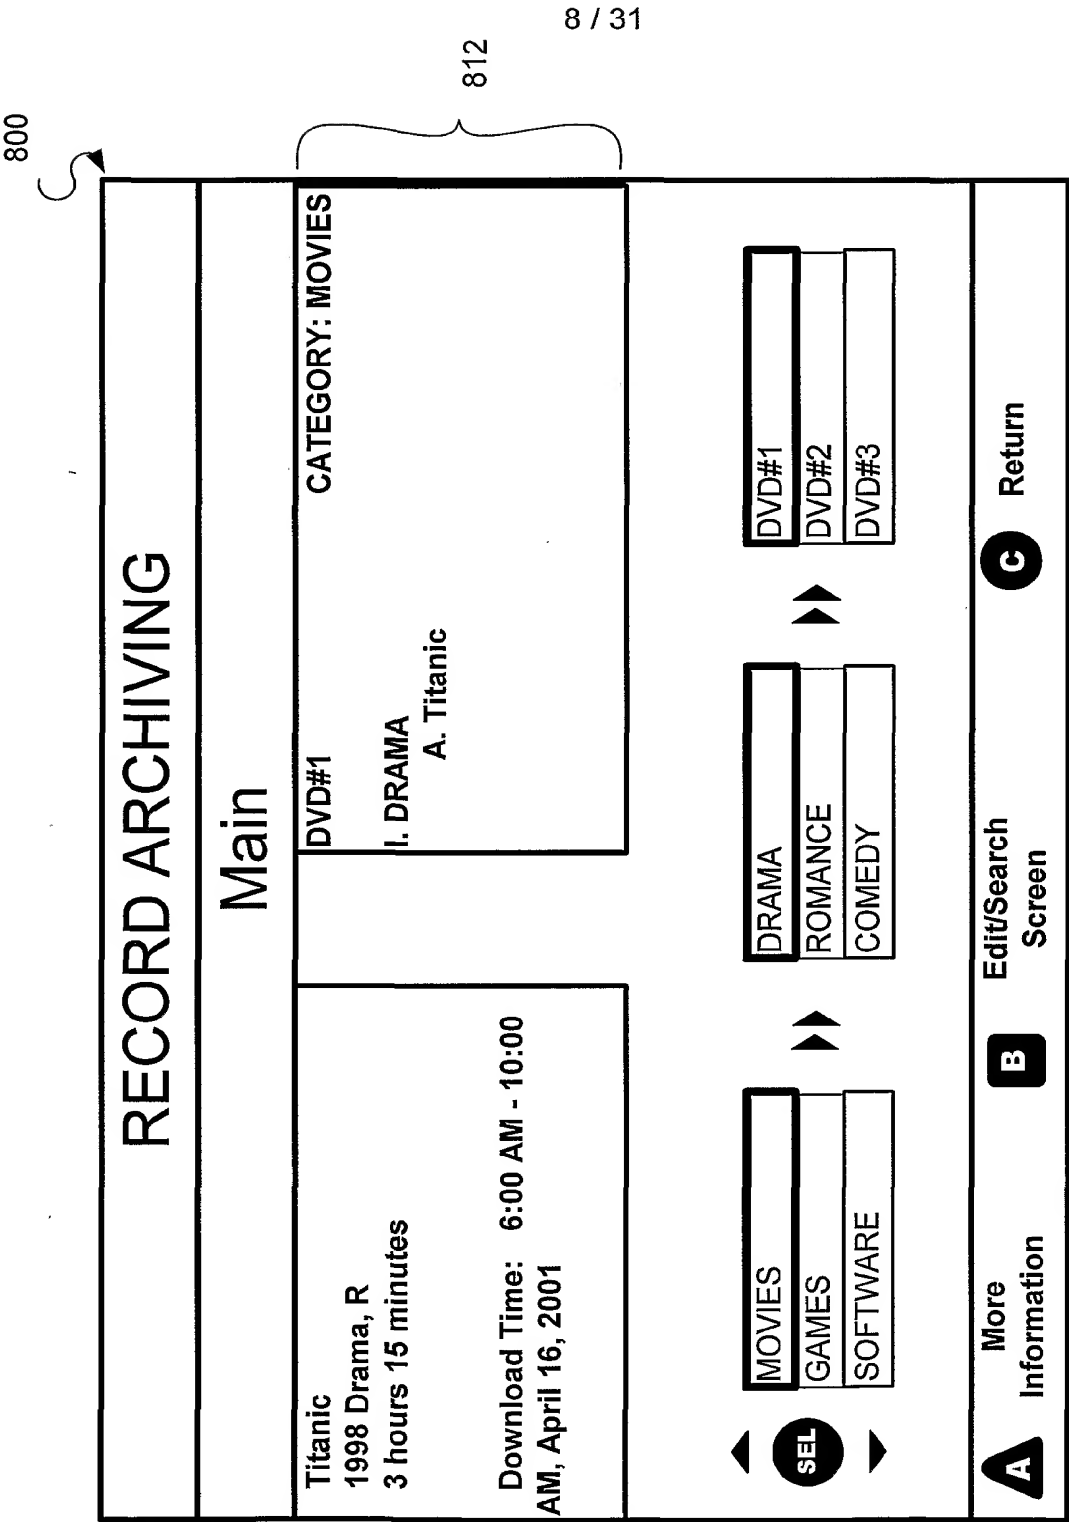 8 / 31
800
812
RECORD ARCHIVING
Main
Titanic
1998 Drama, R
3 hours 15 minutes
Download Time: 6:00 AM - 10:00
AM, April 16, 2001
DVD#1
CATEGORY: MOVIES
I. DRAMA
A. Titanic
SEL
MOVIES
GAMES
SOFTWARE
DRAMA
ROMANCE
COMEDY
DVD#1
DVD#2
DVD#3
A
More
Information
B
Edit/Search
Screen
C
Return